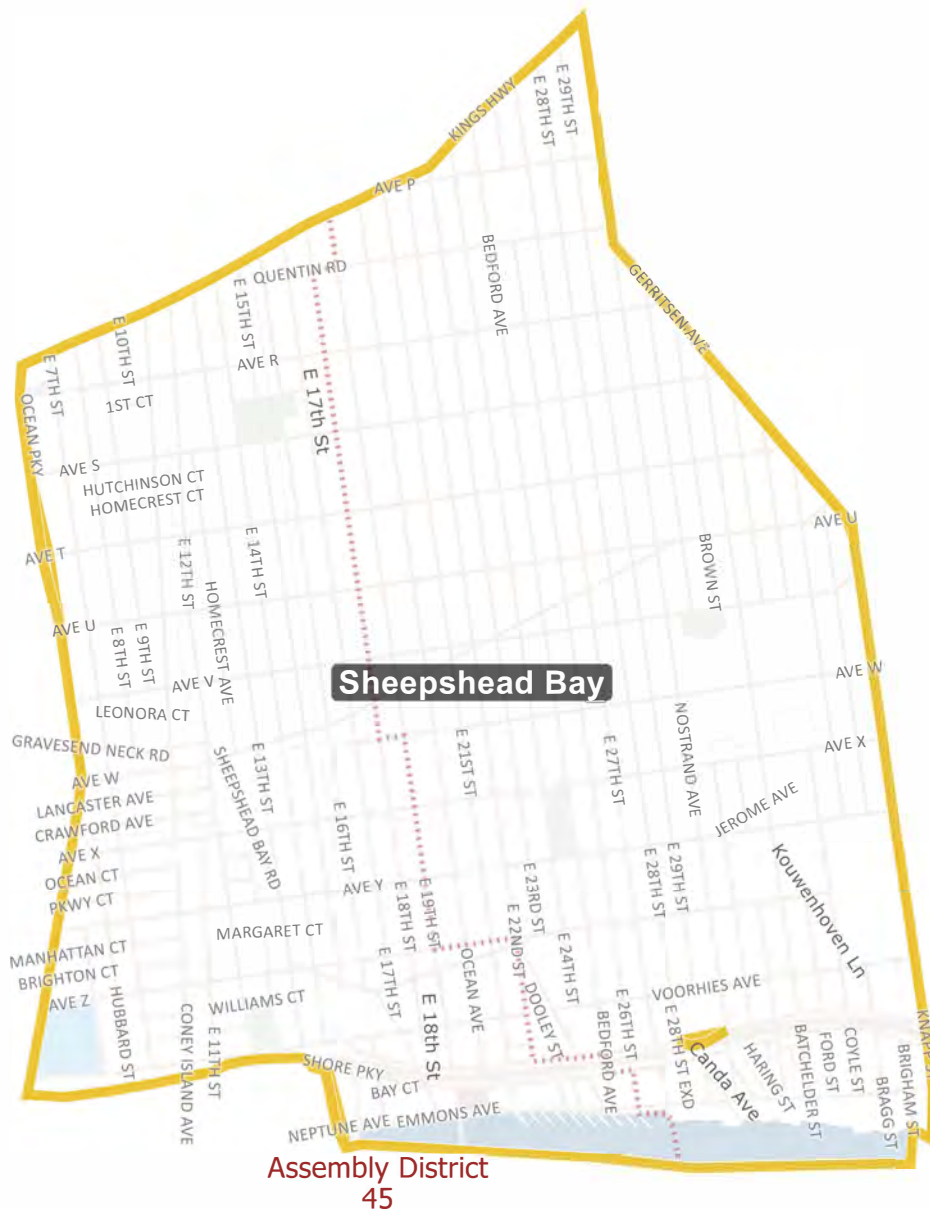 E 29TH ST
E 28TH ST
KINGS HWY
AVE P
BEDFORD AVE
QUENTIN RD
GERRITSEN AVE
E 15TH ST
E 10TH ST
E 7TH ST
AVE R
E 17th St
1ST CT
OCEAN PKY
AVE S
HUTCHINSON CT
HOMECREST CT
AVE U
AVE T
E 12TH ST
E 14TH ST
BROWN ST
HOMECREST AVE
AVE U
E 8TH ST
E 9TH ST
AVE V
Sheepshead Bay
AVE W
LEONORA CT
NOSTRAND AVE
GRAVESEND NECK RD
E 21ST ST
E 27TH ST
AVE X
AVE W
SHEEPSHEAD BAY RD
E 13TH ST
LANCASTER AVE
CRAWFORD AVE
E 16TH ST
JEROME AVE
AVE X
OCEAN CT
PKWY CT
AVE Y
E 18TH ST
E 19TH ST
E 23RD ST
E 28TH ST
E 29TH ST
Kouwenhoven Ln
MARGARET CT
E 22ND ST
MANHATTAN CT
BRIGHTON CT
AVE Z
HUBBARD ST
WILLIAMS CT
E 17TH ST
OCEAN AVE
E 24TH ST
VOORHIES AVE
CONEY ISLAND AVE
E 11TH ST
E 18th St
DOOLEY ST
E 26TH ST
BEDFORD AVE
E 28TH ST EXD
Canda Ave
HARING ST
BATCHELDER ST
FORD ST
COYLE ST
BRAGG ST
BRIGHAM ST
SHORE PKY
BAY CT
NEPTUNE AVE
EMMONS AVE
Assembly District
45